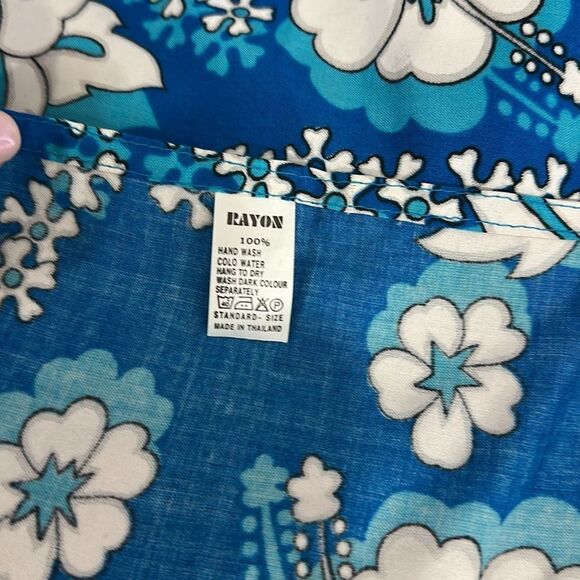 RAYON
100%
HAND WASH
COLO WATER
HANG TO DRY
WASH DARK COLOUR
SEPARATELY
P
STANDARD- SIZE
MADE IN THAILAND